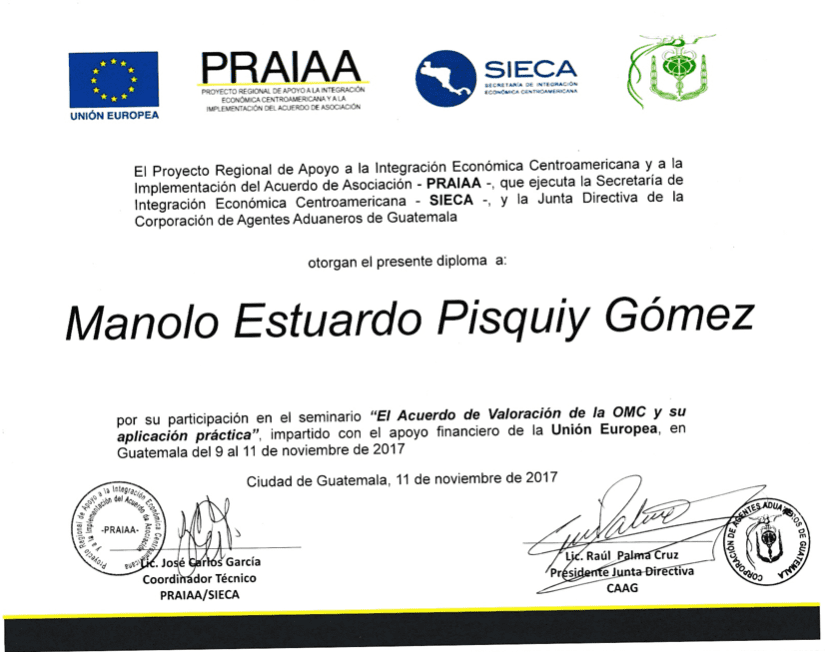 UNIÓN EUROPEA
PRAIAA
PROYECTO REGIONAL DE APOYO A LA INTEGRACIÓN
ECONÓMICA CENTROAMERICANA Y A LA
IMPLEMENTACIÓN DEL ACUERDO DE ASOCIACIÓN
SIECA
SECRETARÍA DE INTEGRACIÓN
ECONÓMICA CENTROAMERICANA
El Proyecto Regional de Apoyo a la Integración Económica Centroamericana y a la
Implementación del Acuerdo de Asociación - PRAIAA -, que ejecuta la Secretaría de
Integración Económica Centroamericana - SIECA -, y la Junta Directiva de la
Corporación de Agentes Aduaneros de Guatemala
otorgan el presente diploma a:
Manolo Estuardo Pisquiy Gómez
por su participación en el seminario "El Acuerdo de Valoración de la OMC y su
aplicación práctica", impartido con el apoyo financiero de la Unión Europea, en
Guatemala del 9 al 11 de noviembre de 2017
Ciudad de Guatemala, 11 de noviembre de 2017
Proyecto Regional de Apoyo a la Integración Económica Centroamericana
y a la Implementación del Acuerdo de Asociación
-PRAIAA-
Lic. José Carlos García
Coordinador Técnico
PRAIAA/SIECA
Lic. Raúl Palma Cruz
Presidente Junta Directiva
CAAG
CORPORACIÓN DE AGENTES ADUANEROS DE GUATEMALA